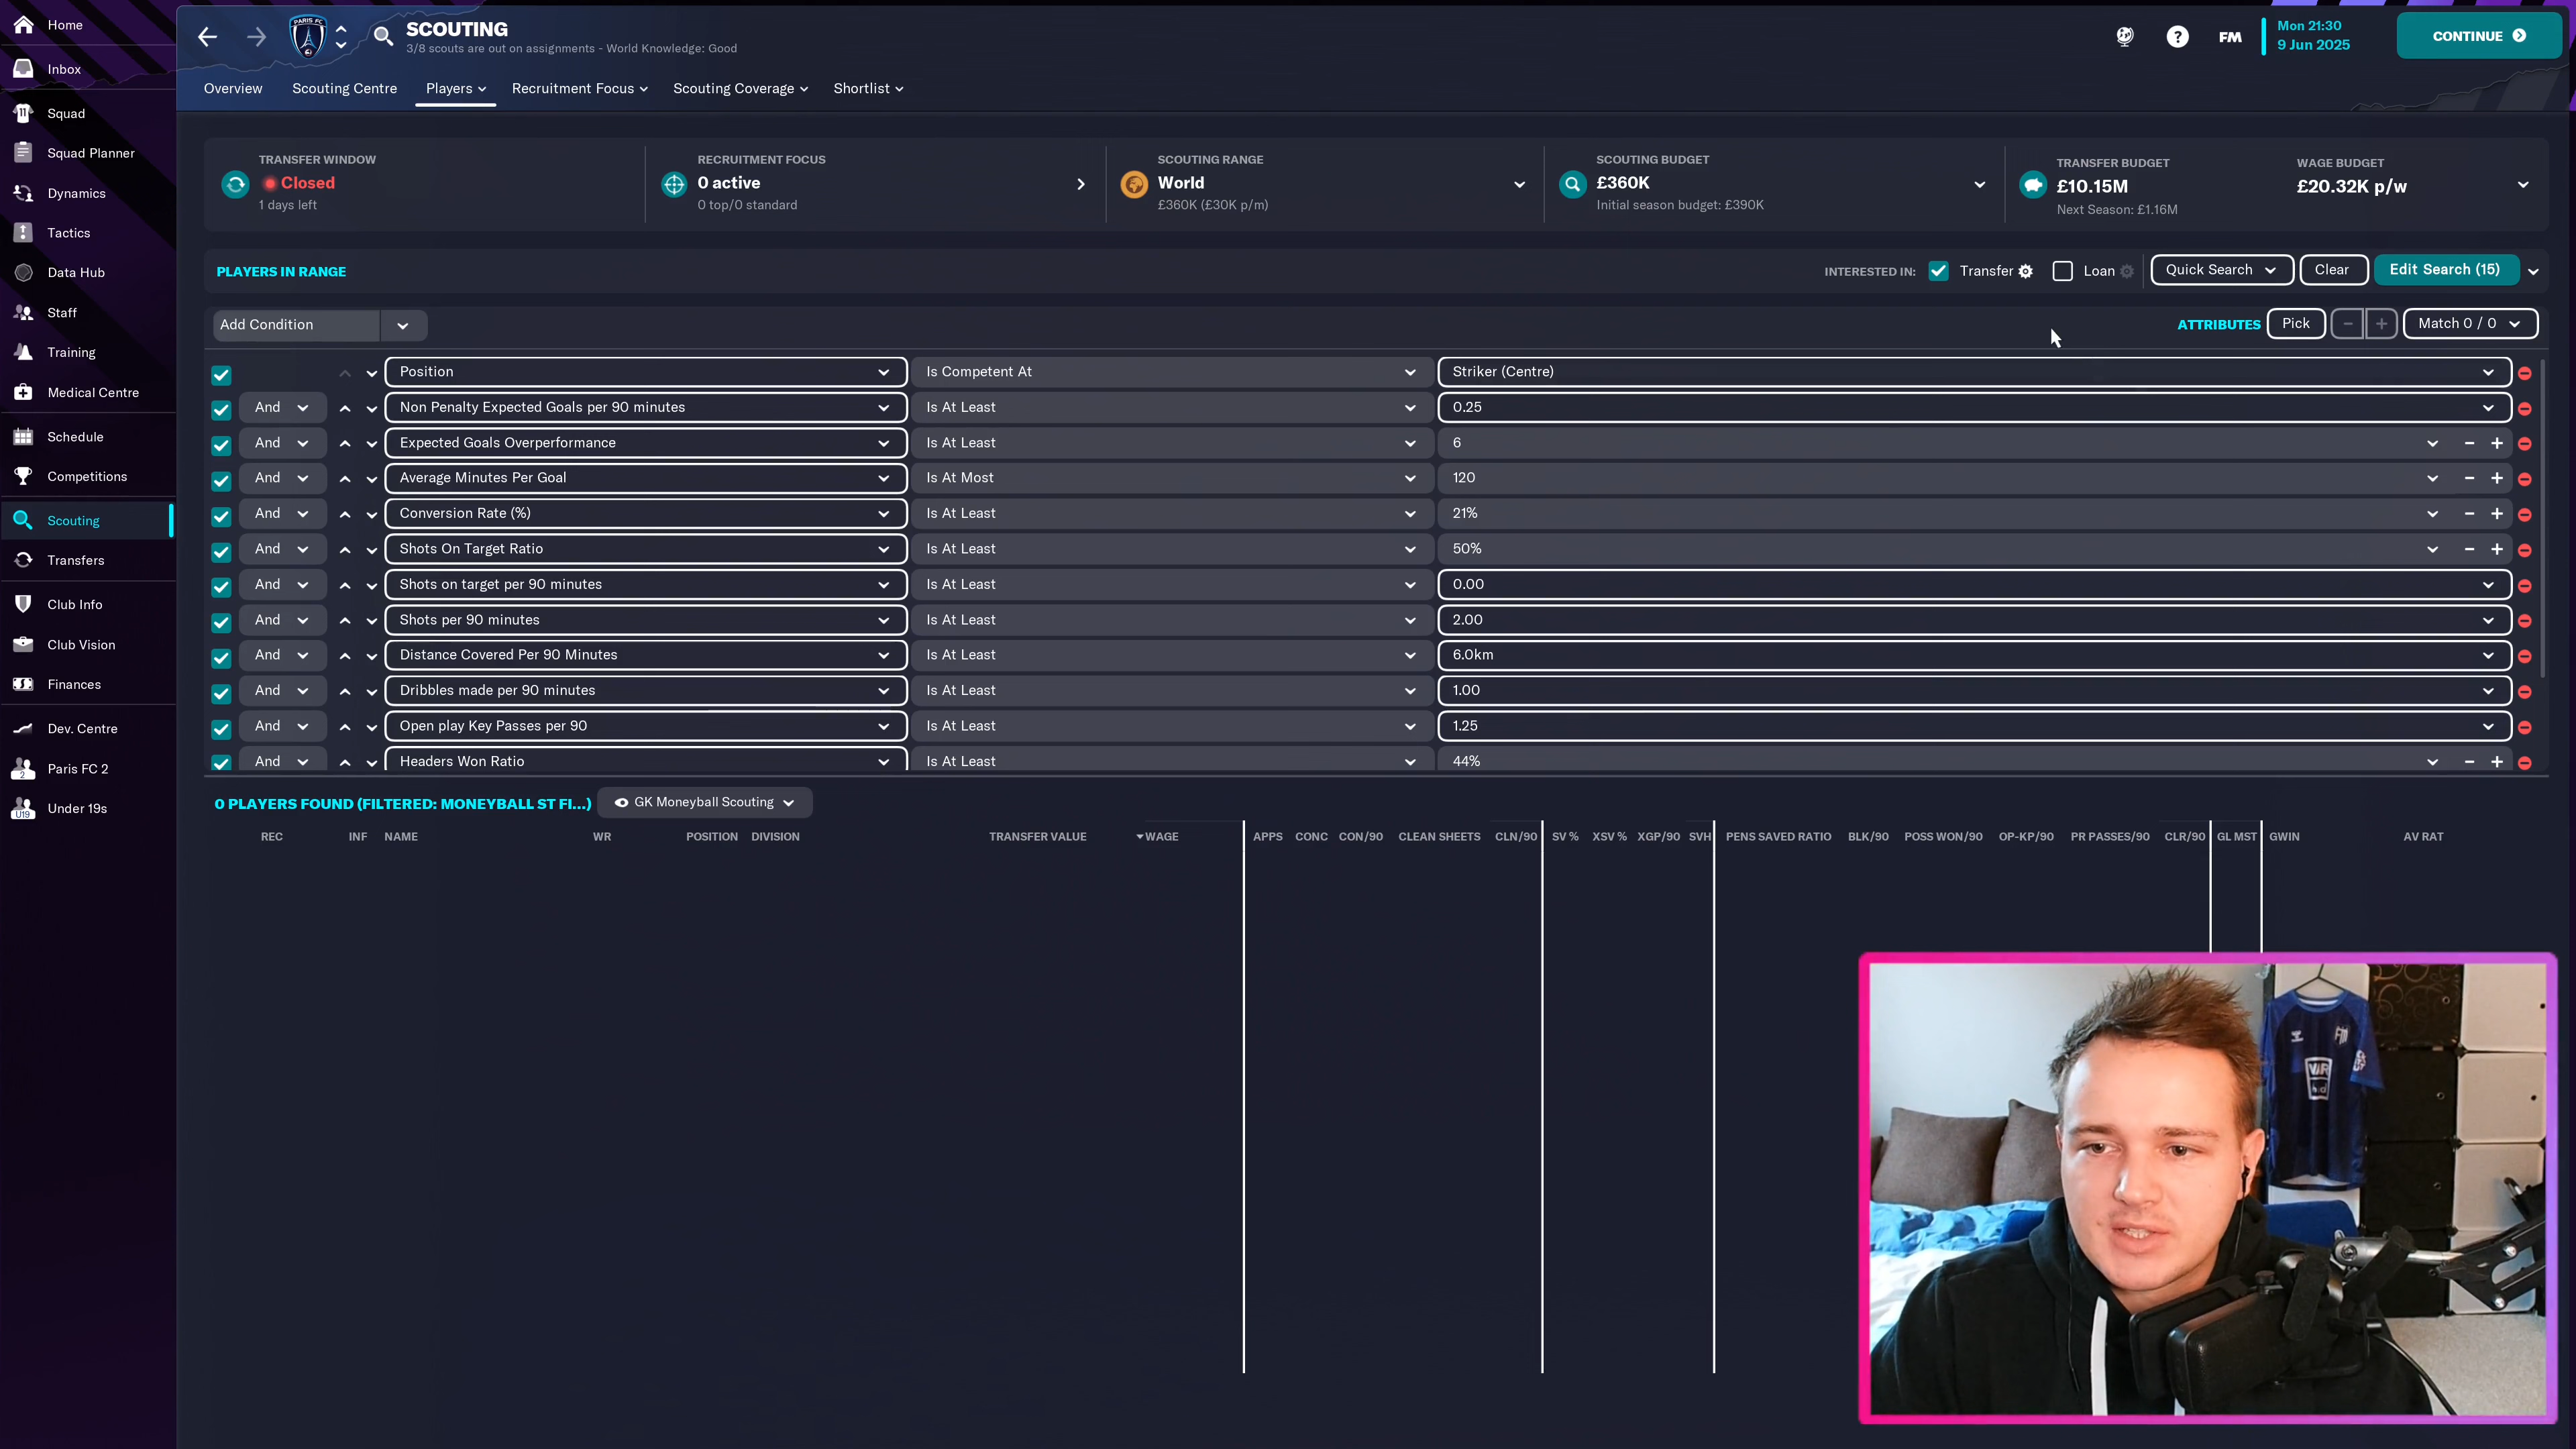 Home
Inbox
Squad
Squad Planner
Dynamics
Tactics
Data Hub
Staff
Training
Medical Centre
Schedule
Competitions
Scouting
Transfers
Club Info
Club Vision
Finances
Dev. Centre
Paris FC 2
Under 19s
PARIS FC
SCOUTING
3/8 scouts are out on assignments - World Knowledge: Good
FM
Mon 21:30
9 Jun 2025
CONTINUE
Overview
Scouting Centre
Players
Recruitment Focus
Scouting Coverage
Shortlist
TRANSFER WINDOW
Closed
1 days left
RECRUITMENT FOCUS
0 active
0 top/0 standard
SCOUTING RANGE
World
£360K (£30K p/m)
SCOUTING BUDGET
£360K
Initial season budget: £390K
TRANSFER BUDGET
£10.15M
Next Season: £1.16M
WAGE BUDGET
£20.32K p/w
PLAYERS IN RANGE
INTERESTED IN: Transfer Loan Quick Search Clear Edit Search (15)
Add Condition
ATTRIBUTES Pick Match 0 / 0
Position Is Competent At Striker (Centre)
And Non Penalty Expected Goals per 90 minutes Is At Least 0.25
And Expected Goals Overperformance Is At Least 6
And Average Minutes Per Goal Is At Most 120
And Conversion Rate (%) Is At Least 21%
And Shots On Target Ratio Is At Least 50%
And Shots on target per 90 minutes Is At Least 0.00
And Shots per 90 minutes Is At Least 2.00
And Distance Covered Per 90 Minutes Is At Least 6.0km
And Dribbles made per 90 minutes Is At Least 1.00
And Open play Key Passes per 90 Is At Least 1.25
And Headers Won Ratio Is At Least 44%
0 PLAYERS FOUND (FILTERED: MONEYBALL ST FI...) GK Moneyball Scouting
REC INF NAME WR POSITION DIVISION TRANSFER VALUE WAGE APPS CONC CON/90 CLEAN SHEETS CLN/90 SV % XSV % XGP/90 SVH PENS SAVED RATIO BLK/90 POSS WON/90 OP-KP/90 PR PASSES/90 CLR/90 GL MST GWIN AV RAT